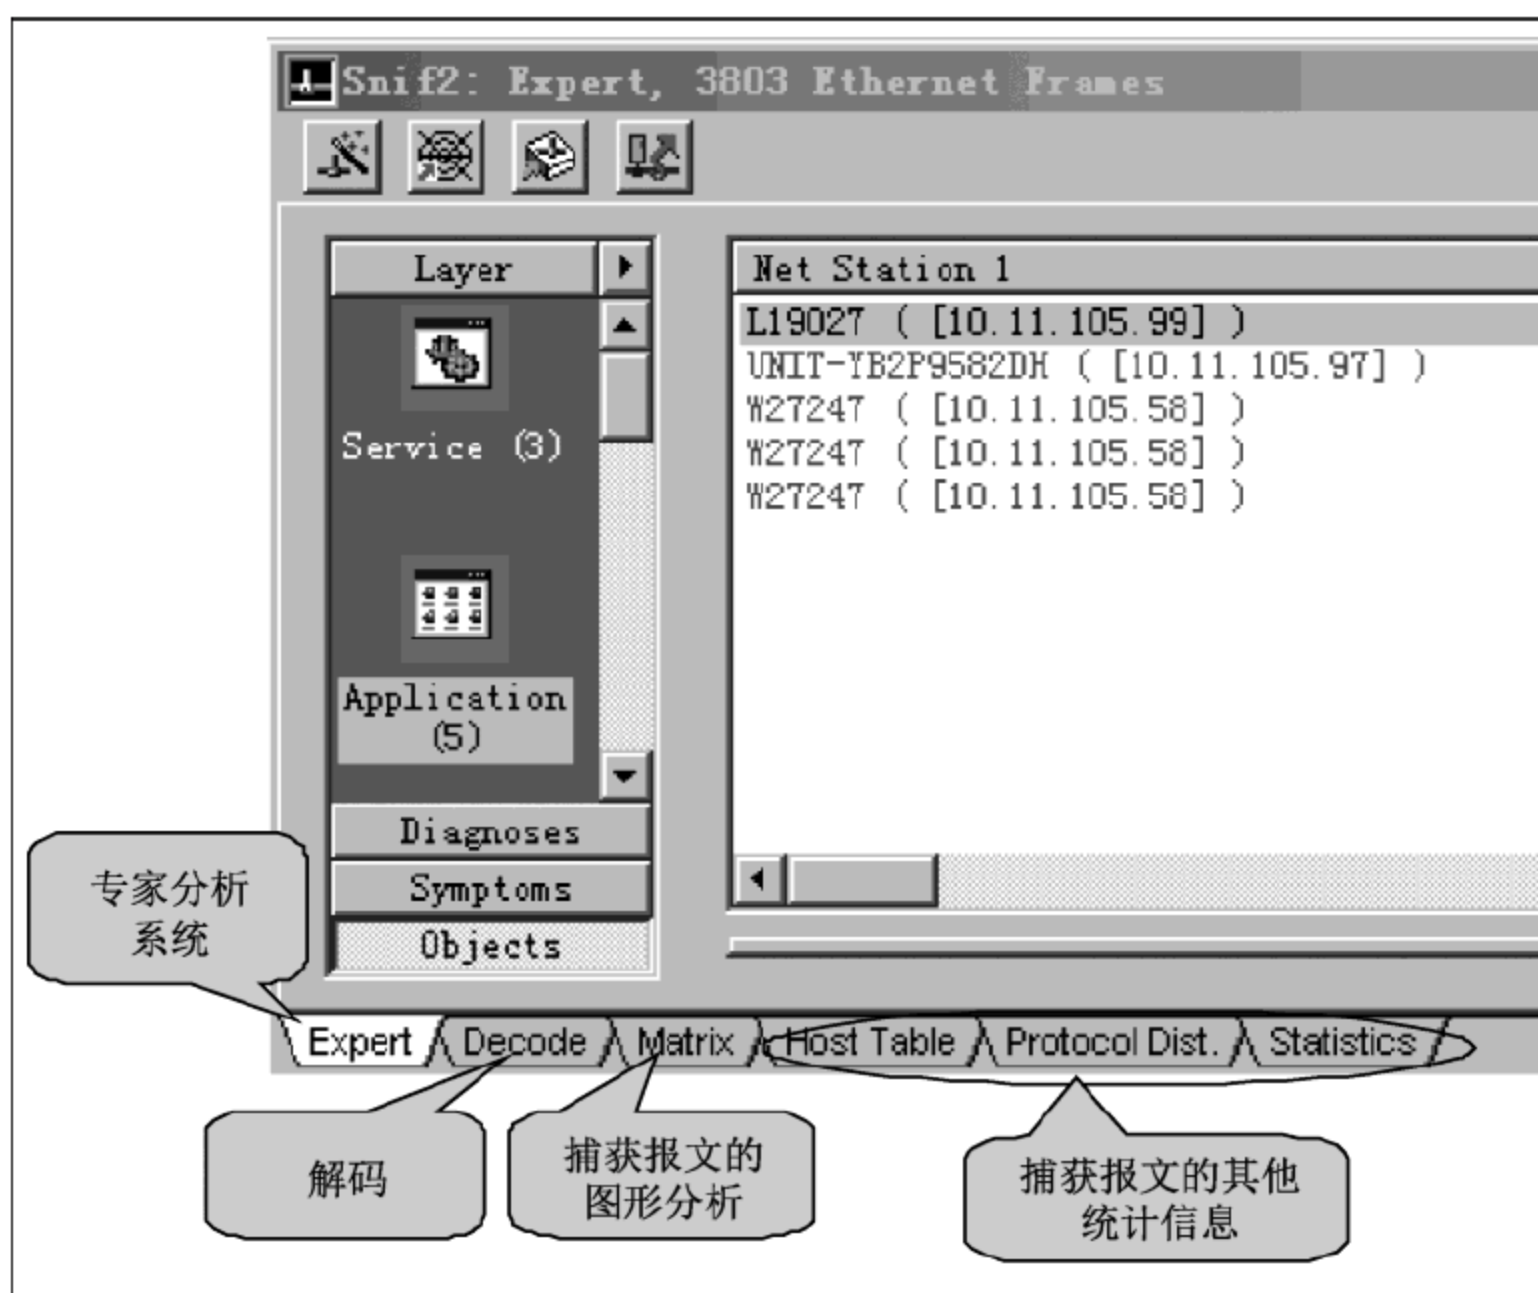 Snif2: Expert, 3803 Ethernet Frames
Layer
Service (3)
Application
(5)
Diagnoses
Symptoms
Objects
Net Station 1
L19027 ( [10.11.105.99] )
UNIT-YB2P9582DH ( [10.11.105.97] )
W27247 ( [10.11.105.58] )
W27247 ( [10.11.105.58] )
W27247 ( [10.11.105.58] )
Expert
Decode
Matrix
Host Table
Protocol Dist.
Statistics
专家分析
系统
解码
捕获报文的
图形分析
捕获报文的其他
统计信息